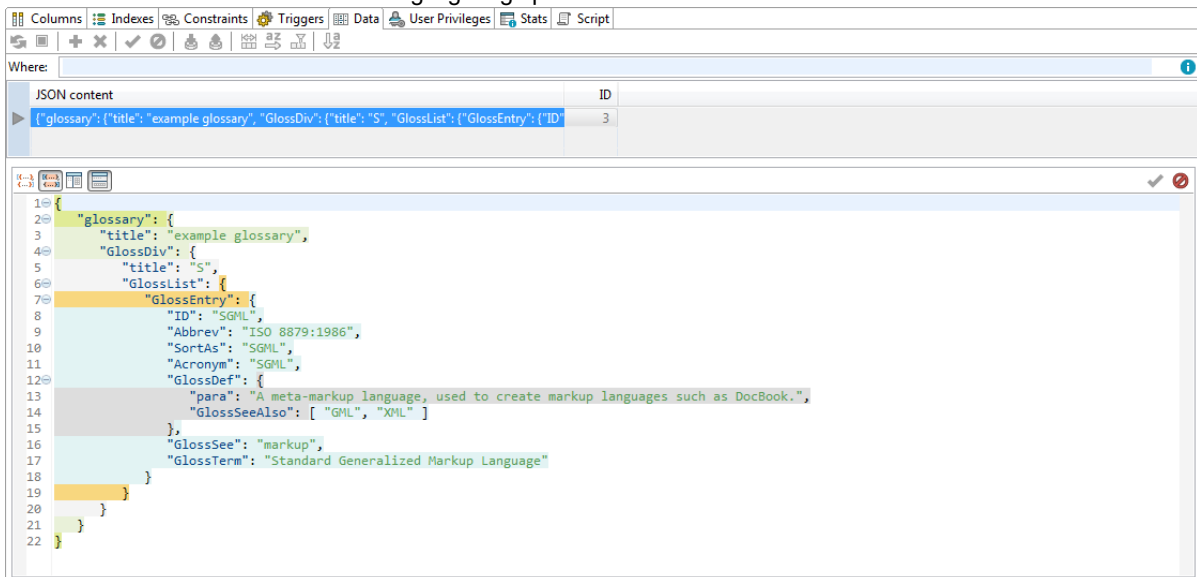 Columns Indexes Constraints Triggers Data User Privileges Stats Script
Where:
JSON content ID
{"glossary": {"title": "example glossary", "GlossDiv": {"title": "S", "GlossList": {"GlossEntry": {"ID" 3
1 {
2 "glossary": {
3 "title": "example glossary",
4 "GlossDiv": {
5 "title": "S",
6 "GlossList": {
7 "GlossEntry": {
8 "ID": "SGML",
9 "Abbrev": "ISO 8879:1986",
10 "SortAs": "SGML",
11 "Acronym": "SGML",
12 "GlossDef": {
13 "para": "A meta-markup language, used to create markup languages such as DocBook.",
14 "GlossSeeAlso": [ "GML", "XML" ]
15 },
16 "GlossSee": "markup",
17 "GlossTerm": "Standard Generalized Markup Language"
18 }
19 }
20 }
21 }
22 }